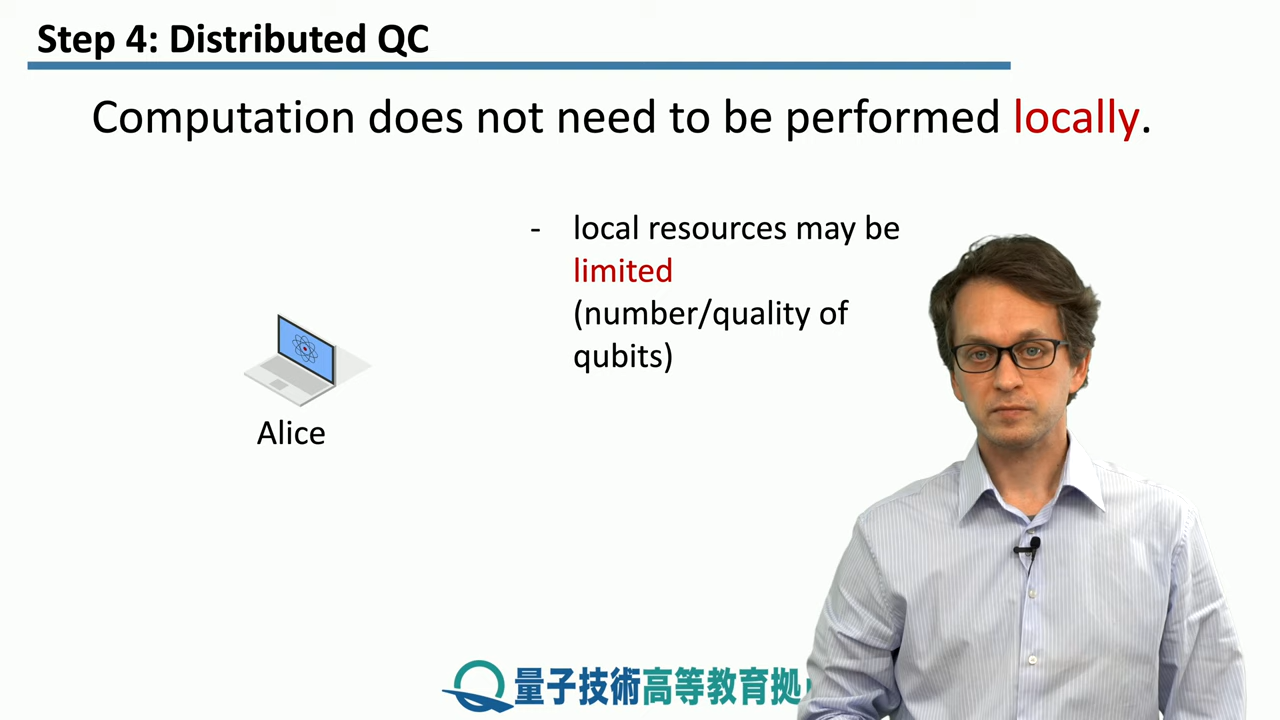 Step 4: Distributed QC
Computation does not need to be performed locally.
- local resources may be
limited
(number/quality of
qubits)
Alice
量子技術高等教育拠